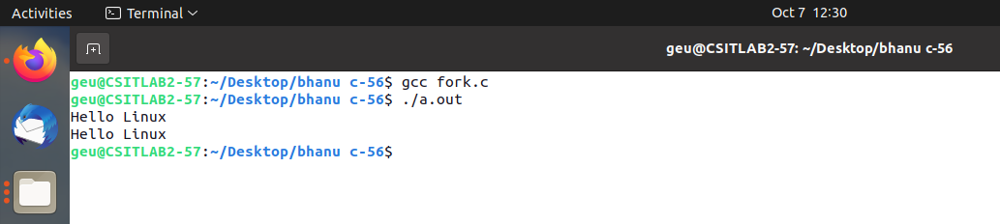 Activities Terminal Oct 7 12:30
geu@CSITLAB2-57: ~/Desktop/bhanu c-56
geu@CSITLAB2-57:~/Desktop/bhanu c-56$ gcc fork.c
geu@CSITLAB2-57:~/Desktop/bhanu c-56$ ./a.out
Hello Linux
Hello Linux
geu@CSITLAB2-57:~/Desktop/bhanu c-56$